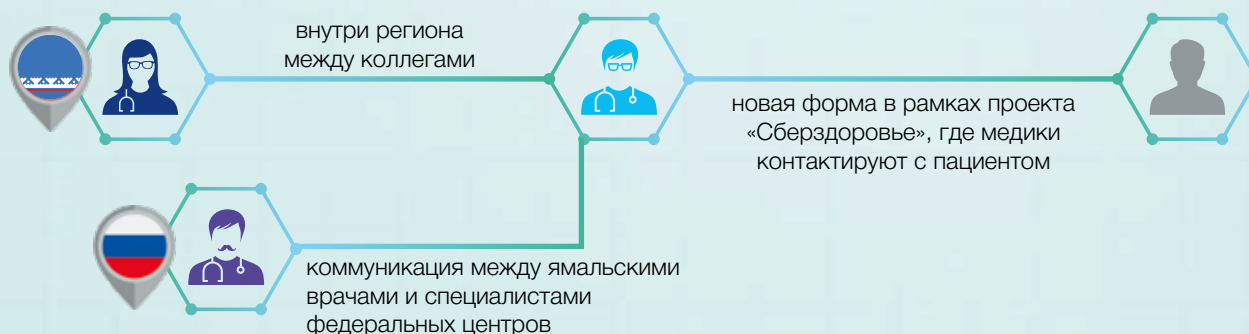 внутри региона
между коллегами
новая форма в рамках проекта
«Сберздоровье», где медики
контактируют с пациентом
коммуникация между ямальскими
врачами и специалистами
федеральных центров